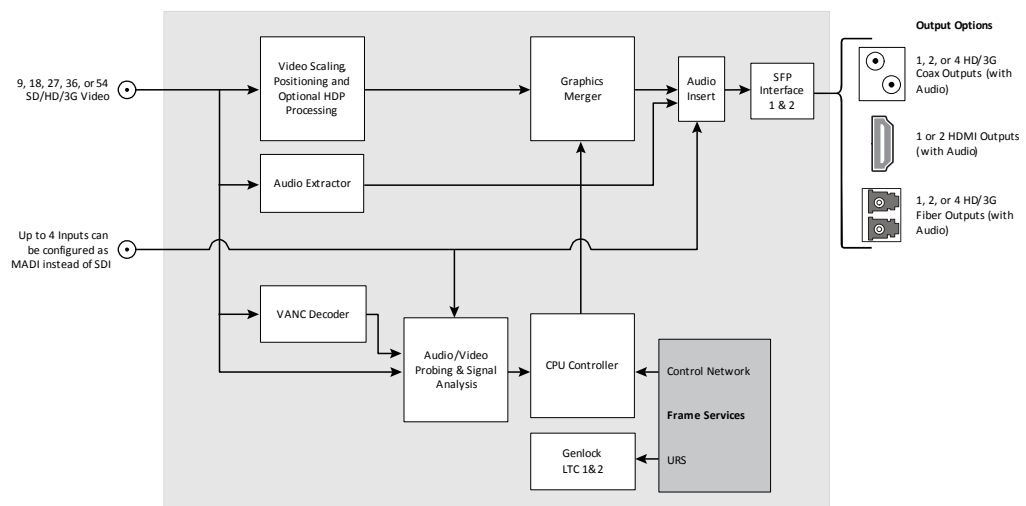 Output Options
9, 18, 27, 36, or 54
SD/HD/3G Video
Video Scaling,
Positioning and
Optional HDP
Processing
Graphics
Merger
Audio
Insert
SFP
Interface
1 & 2
1, 2, or 4 HD/3G
Coax Outputs (with
Audio)
1 or 2 HDMI Outputs
(with Audio)
Audio Extractor
1, 2, or 4 HD/3G
Fiber Outputs (with
Audio)
Up to 4 Inputs can
be configured as
MADI instead of SDI
VANC Decoder
Audio/Video
Probing & Signal
Analysis
CPU Controller
Control Network
Frame Services
URS
Genlock
LTC 1&2